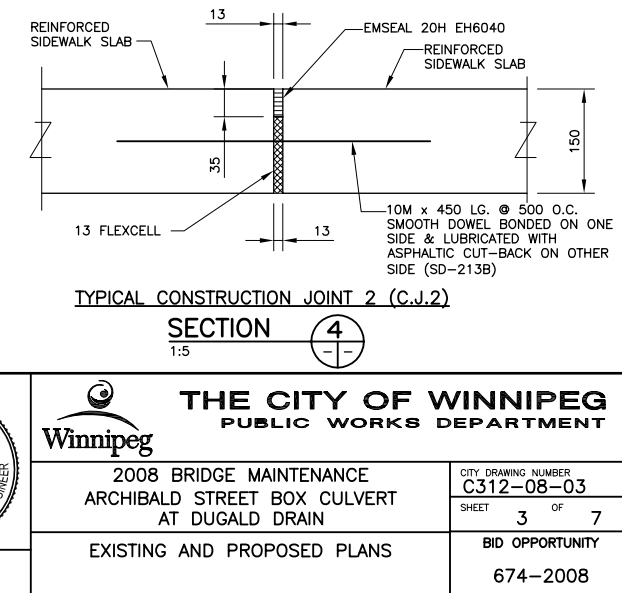 13
REINFORCED
SIDEWALK SLAB
EMSEAL 20H EH6040
REINFORCED
SIDEWALK SLAB
35
150
13 FLEXCELL
13
10M x 450 LG. @ 500 O.C.
SMOOTH DOWEL BONDED ON ONE
SIDE & LUBRICATED WITH
ASPHALTIC CUT-BACK ON OTHER
SIDE (SD-213B)
TYPICAL CONSTRUCTION JOINT 2 (C.J.2)
SECTION 4
1:5
- -
INEER
Winnipeg
THE CITY OF WINNIPEG
PUBLIC WORKS DEPARTMENT
2008 BRIDGE MAINTENANCE
ARCHIBALD STREET BOX CULVERT
AT DUGALD DRAIN
CITY DRAWING NUMBER
C312-08-03
SHEET 3 OF 7
EXISTING AND PROPOSED PLANS
BID OPPORTUNITY
674-2008